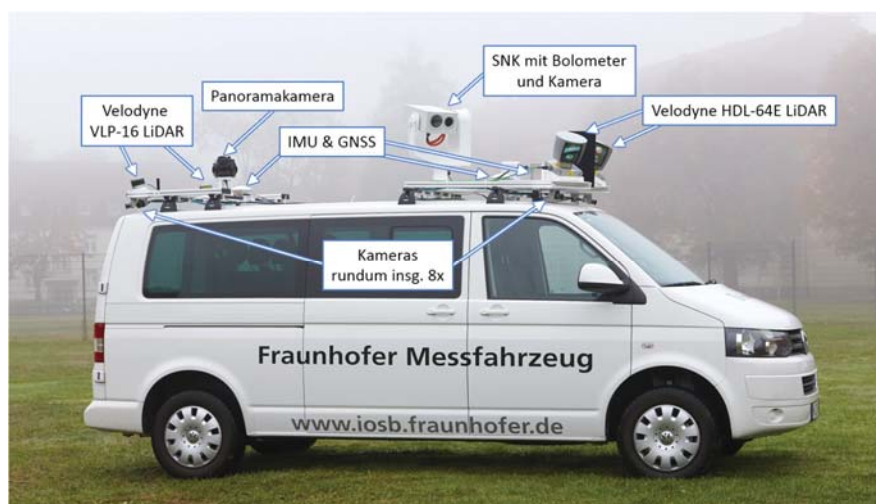 SNK mit Bolometer
und Kamera
Panoramakamera
Velodyne
VLP-16 LiDAR
Velodyne HDL-64E LiDAR
IMU & GNSS
Kameras
rundum insg. 8x
Fraunhofer Messfahrzeug
www.iosb.fraunhofer.de